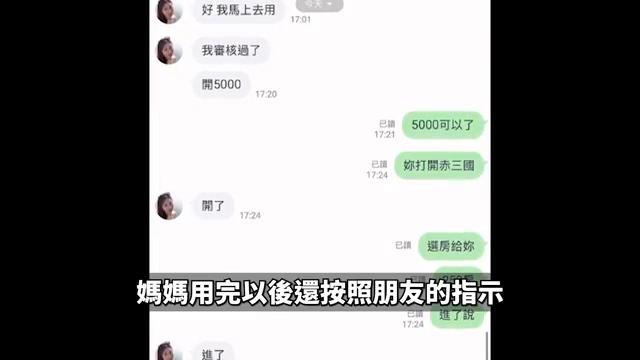 今天
好 我馬上去用
17:01
我審核過了
開5000
17:20
已讀
17:21
5000可以了
已讀
17:24
妳打開赤三國
開了
17:24
已讀
選房給妳
媽媽用完以後還按照朋友的指示
17:24
進了說
進了